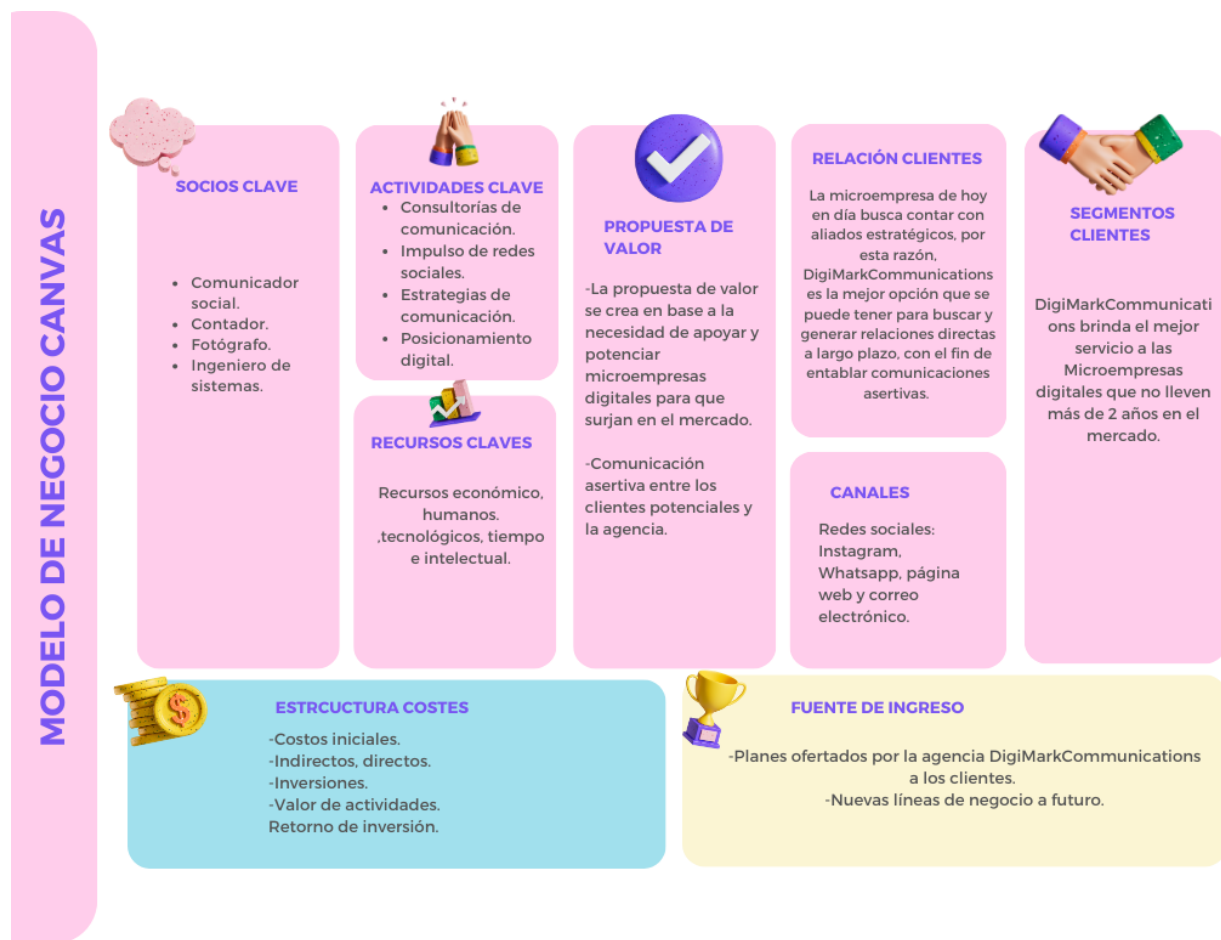 MODELO DE NEGOCIO CANVAS
SOCIOS CLAVE
• Comunicador
social.
• Contador.
• Fotógrafo.
• Ingeniero de
sistemas.
ACTIVIDADES CLAVE
• Consultorías de
comunicación.
• Impulso de redes
sociales.
• Estrategias de
comunicación.
• Posicionamiento
digital.
RECURSOS CLAVES
Recursos económico,
humanos.
,tecnológicos, tiempo
e intelectual.
PROPUESTA DE
VALOR
-La propuesta de valor
se crea en base a la
necesidad de apoyar y
potenciar
microempresas
digitales para que
surjan en el mercado.
-Comunicación
asertiva entre los
clientes potenciales y
la agencia.
RELACIÓN CLIENTES
La microempresa de hoy
en día busca contar con
aliados estratégicos, por
esta razón,
DigiMarkCommunications
es la mejor opción que se
puede tener para buscar y
generar relaciones directas
a largo plazo, con el fin de
entablar comunicaciones
asertivas.
CANALES
Redes sociales:
Instagram,
Whatsapp, página
web y correo
electrónico.
SEGMENTOS
CLIENTES
DigiMarkCommunicati
ons brinda el mejor
servicio a las
Microempresas
digitales que no lleven
más de 2 años en el
mercado.
ESTRCUCTURA COSTES
-Costos iniciales.
-Indirectos, directos.
-Inversiones.
-Valor de actividades.
Retorno de inversión.
FUENTE DE INGRESO
-Planes ofertados por la agencia DigiMarkCommunications
a los clientes.
-Nuevas líneas de negocio a futuro.